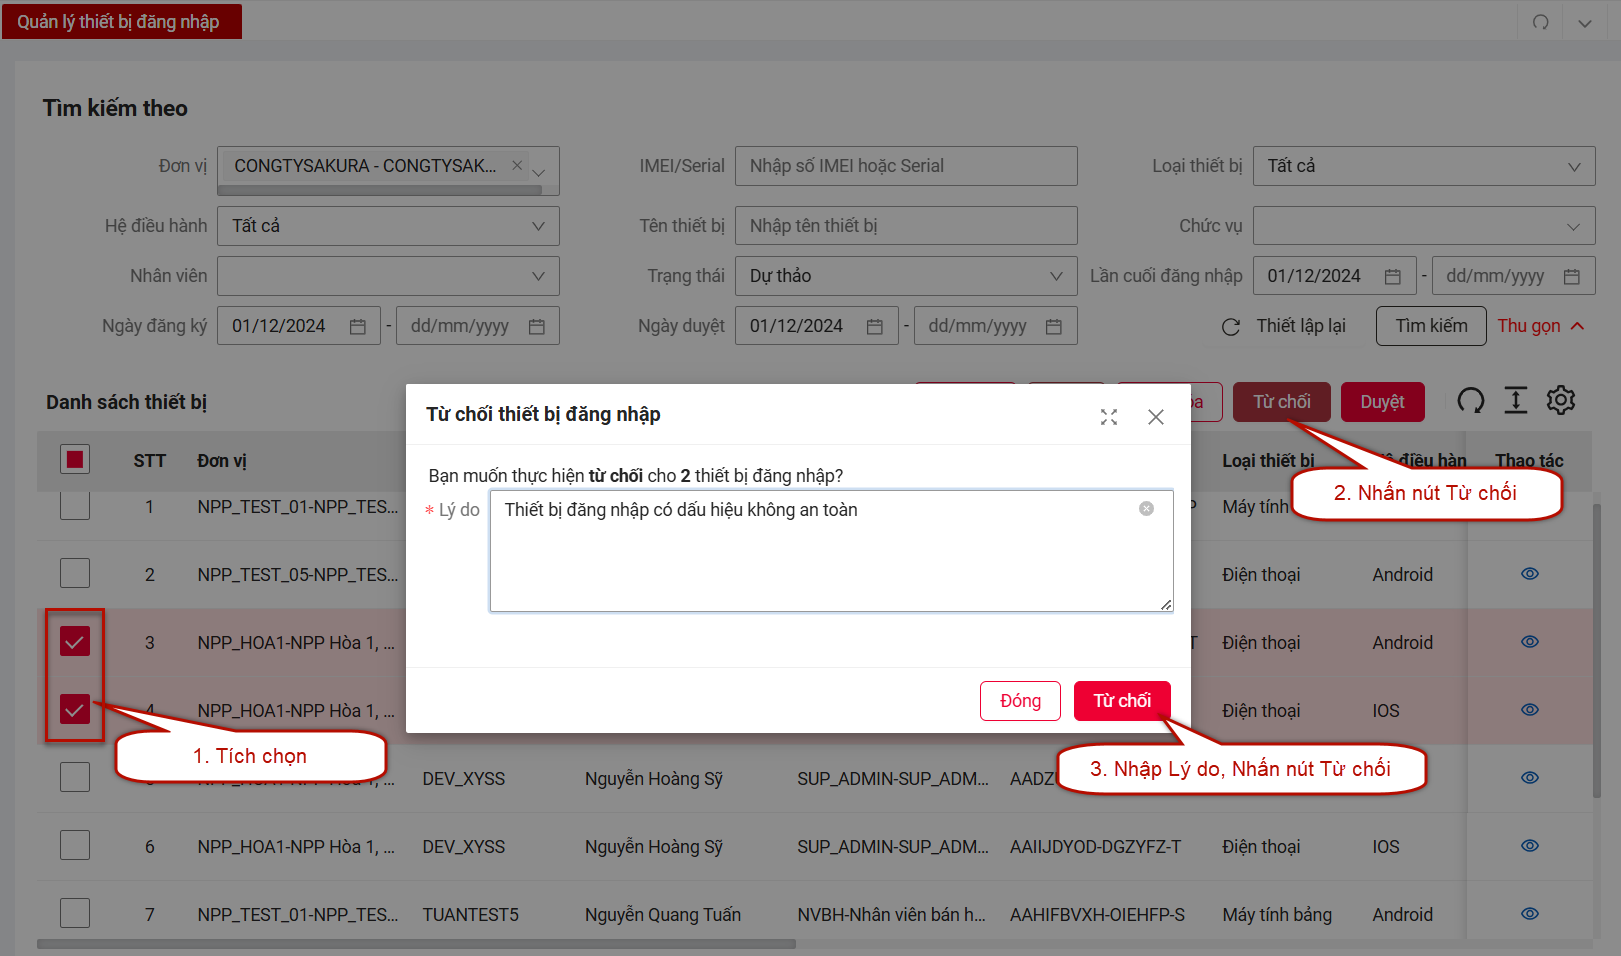 Quản lý thiết bị đăng nhập
Tìm kiếm theo
Đơn vị CONGTYSAKURA - CONGTYSAK... IMEI/Serial Nhập số IMEI hoặc Serial Loại thiết bị Tất cả
Hệ điều hành Tất cả Tên thiết bị Nhập tên thiết bị Chức vụ
Nhân viên Trạng thái Dự thảo Lần cuối đăng nhập 01/12/2024 - dd/mm/yyyy
Ngày đăng ký 01/12/2024 - dd/mm/yyyy Ngày duyệt 01/12/2024 - dd/mm/yyyy Thiết lập lại Tìm kiếm Thu gọn
Danh sách thiết bị Từ chối Duyệt
STT Đơn vị Loại thiết bị điều hàn Thao tác
Từ chối thiết bị đăng nhập
Bạn muốn thực hiện từ chối cho 2 thiết bị đăng nhập?
* Lý do Thiết bị đăng nhập có dấu hiệu không an toàn
Đóng Từ chối
2. Nhấn nút Từ chối
1 NPP_TEST_01-NPP_TES... Máy tính
2 NPP_TEST_05-NPP_TES... Điện thoại Android
3 NPP_HOA1-NPP Hòa 1, ... T Điện thoại Android
4 NPP_HOA1-NPP Hòa 1, ... Điện thoại IOS
1. Tích chọn
3. Nhập Lý do, Nhấn nút Từ chối
DEV_XYSS Nguyễn Hoàng Sỹ SUP_ADMIN-SUP_ADM...
6 NPP_HOA1-NPP Hòa 1, ... DEV_XYSS Nguyễn Hoàng Sỹ SUP_ADMIN-SUP_ADM... AAIIJDYOD-DGZYFZ-T Điện thoại IOS
7 NPP_TEST_01-NPP_TES... TUANTEST5 Nguyễn Quang Tuấn NVBH-Nhân viên bán h... AAHIFBVXH-OIEHFP-S Máy tính bảng Android